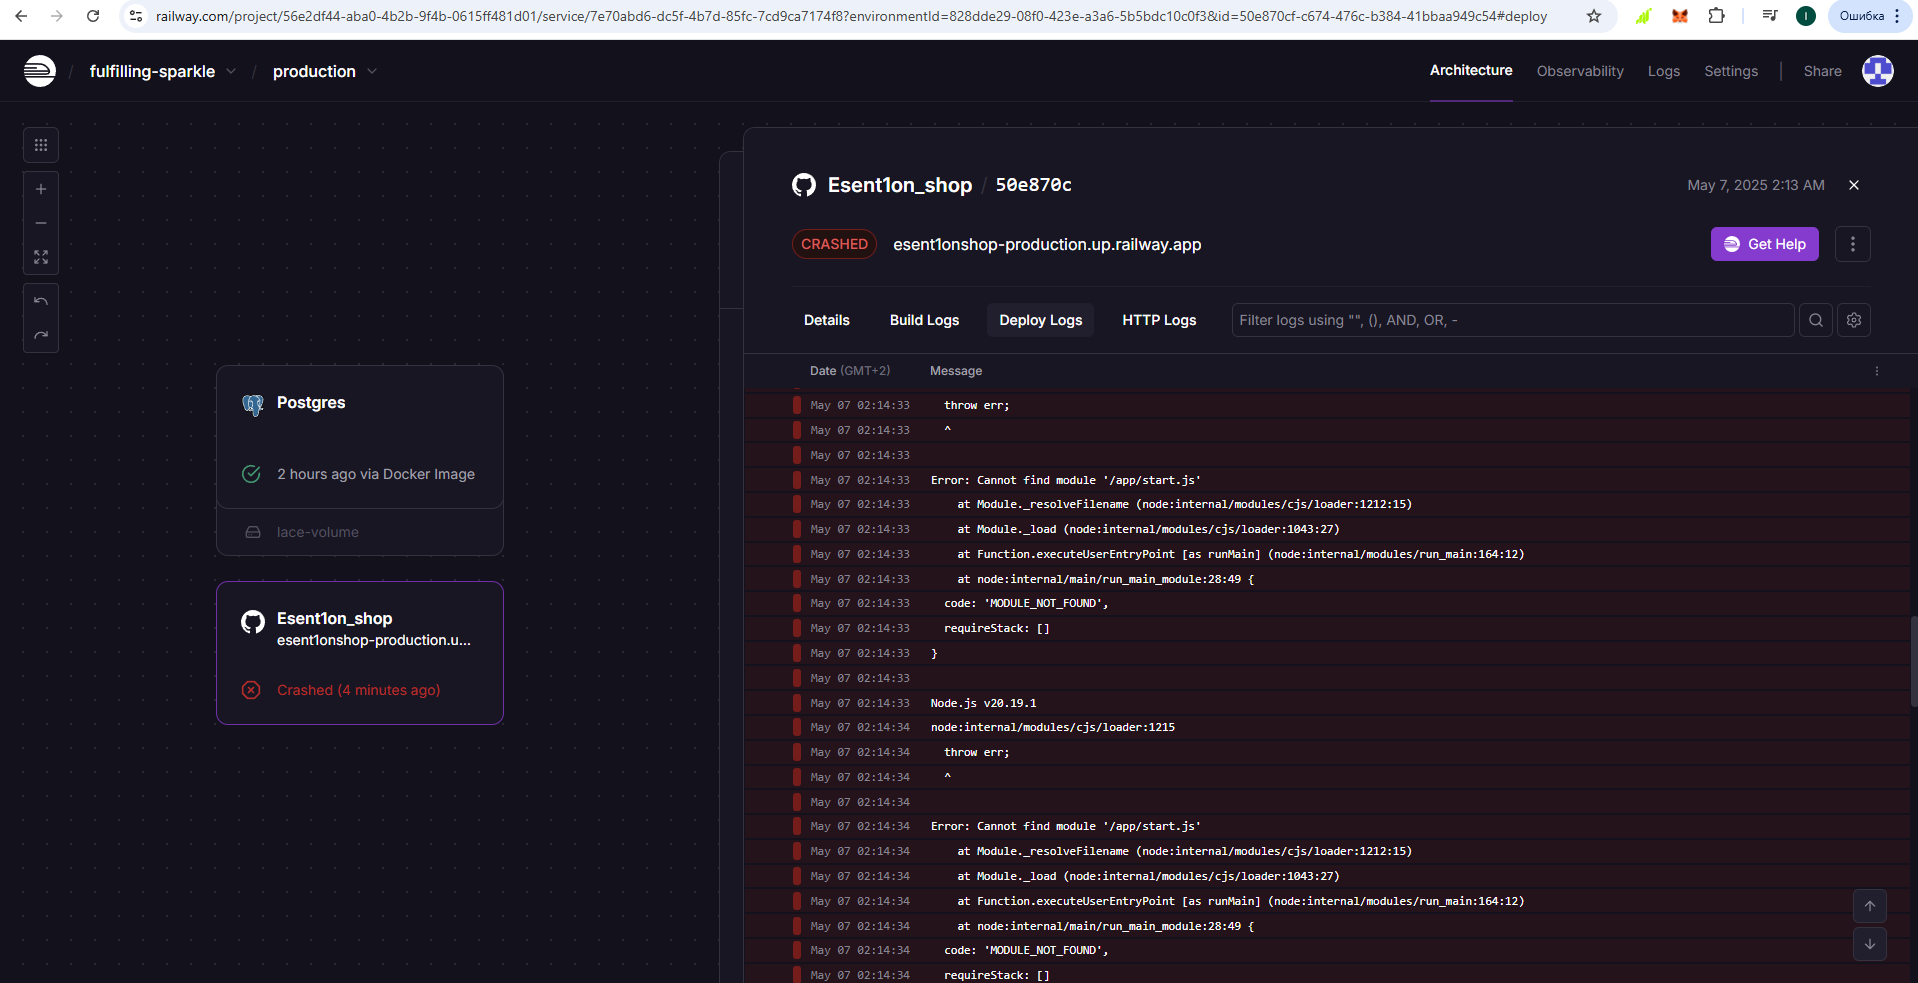 railway.com/project/56e2df44-aba0-4b2b-9f4b-0615ff481d01/service/7e70abd6-dc5f-4b7d-85fc-7cd9ca7174f8?environmentId=828dde29-08f0-423e-a3a6-5b5bdc10c0f3&id=50e870cf-c674-476c-b384-41bbaa949c54#deploy
I
Ошибка
/ fulfilling-sparkle / production
Architecture Observability Logs Settings | Share
Postgres
2 hours ago via Docker Image
lace-volume
Esent1on_shop
esent1onshop-production.u...
Crashed (4 minutes ago)
Esent1on_shop / 50e870c
May 7, 2025 2:13 AM
CRASHED esent1onshop-production.up.railway.app
Get Help
Details Build Logs Deploy Logs HTTP Logs
Filter logs using "", (), AND, OR, -
Date (GMT+2) Message
May 07 02:14:33 throw err;
May 07 02:14:33 ^
May 07 02:14:33
May 07 02:14:33 Error: Cannot find module '/app/start.js'
May 07 02:14:33 at Module._resolveFilename (node:internal/modules/cjs/loader:1212:15)
May 07 02:14:33 at Module._load (node:internal/modules/cjs/loader:1043:27)
May 07 02:14:33 at Function.executeUserEntryPoint [as runMain] (node:internal/modules/run_main:164:12)
May 07 02:14:33 at node:internal/main/run_main_module:28:49 {
May 07 02:14:33 code: 'MODULE_NOT_FOUND',
May 07 02:14:33 requireStack: []
May 07 02:14:33 }
May 07 02:14:33
May 07 02:14:33 Node.js v20.19.1
May 07 02:14:34 node:internal/modules/cjs/loader:1215
May 07 02:14:34 throw err;
May 07 02:14:34 ^
May 07 02:14:34
May 07 02:14:34 Error: Cannot find module '/app/start.js'
May 07 02:14:34 at Module._resolveFilename (node:internal/modules/cjs/loader:1212:15)
May 07 02:14:34 at Module._load (node:internal/modules/cjs/loader:1043:27)
May 07 02:14:34 at Function.executeUserEntryPoint [as runMain] (node:internal/modules/run_main:164:12)
May 07 02:14:34 at node:internal/main/run_main_module:28:49 {
May 07 02:14:34 code: 'MODULE_NOT_FOUND',
May 07 02:14:34 requireStack: []